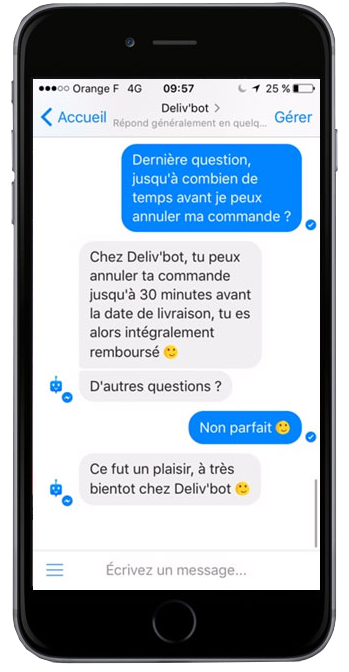 Orange F 4G 09:57 25 %
Deliv'bot >
Accueil
Répond généralement en quelq...
Gérer
Dernière question,
jusqu'à combien de
temps avant je peux
annuler ma commande ?
Chez Deliv'bot, tu peux
annuler ta commande
jusqu'à 30 minutes avant
la date de livraison, tu es
alors intégralement
remboursé 🙂
D'autres questions ?
Non parfait 🙂
Ce fut un plaisir, à très
bientot chez Deliv'bot 🙂
Écrivez un message...